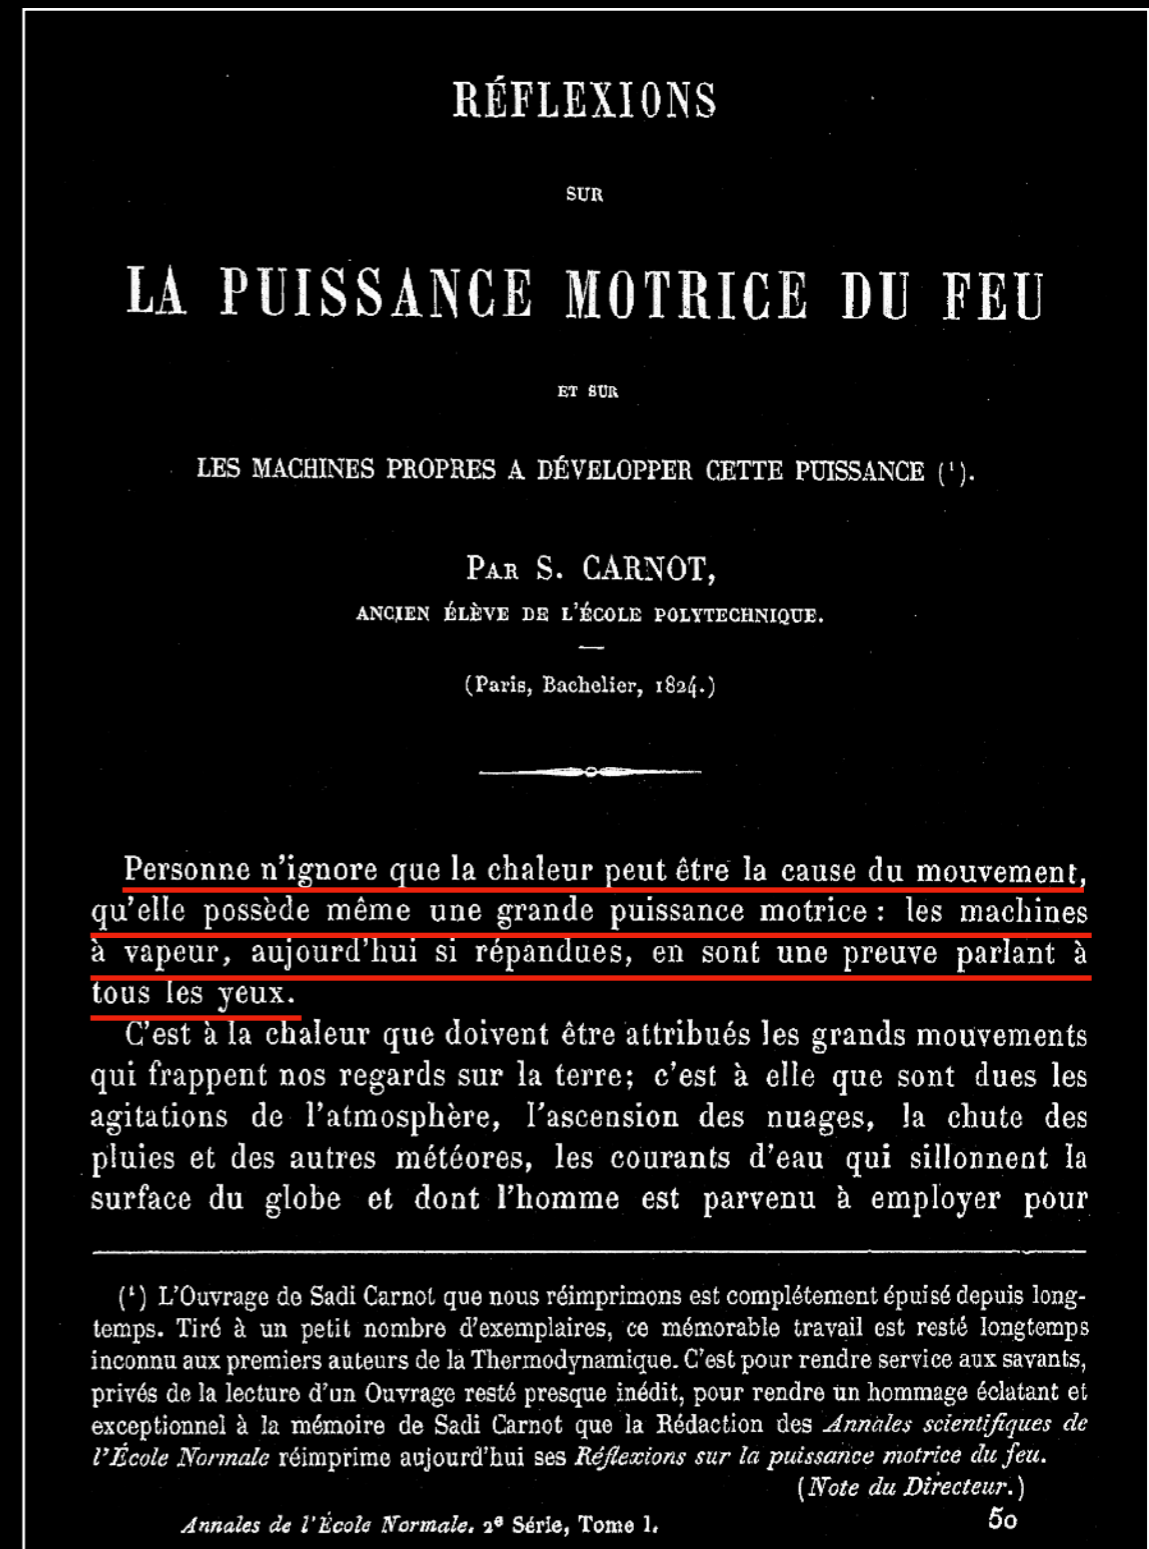 RÉFLEXIONS
SUR
LA PUISSANCE MOTRICE DU FEU
ET SUR
LES MACHINES PROPRES A DÉVELOPPER CETTE PUISSANCE (¹).
PAR S. CARNOT,
ANCIEN ÉLÈVE DE L'ÉCOLE POLYTECHNIQUE.
(Paris, Bachelier, 1824.)
Personne n'ignore que la chaleur peut être la cause du mouvement,
qu'elle possède même une grande puissance motrice : les machines
à vapeur, aujourd'hui si répandues, en sont une preuve parlant à
tous les yeux.
C'est à la chaleur que doivent être attribués les grands mouvements
qui frappent nos regards sur la terre; c'est à elle que sont dues les
agitations de l'atmosphère, l'ascension des nuages, la chute des
pluies et des autres météores, les courants d'eau qui sillonnent la
surface du globe et dont l'homme est parvenu à employer pour
(¹) L'Ouvrage de Sadi Carnot que nous réimprimons est complétement épuisé depuis long-
temps. Tiré à un petit nombre d'exemplaires, ce mémorable travail est resté longtemps
inconnu aux premiers auteurs de la Thermodynamique. C'est pour rendre service aux savants,
privés de la lecture d'un Ouvrage resté presque inédit, pour rendre un hommage éclatant et
exceptionnel à la mémoire de Sadi Carnot que la Rédaction des Annales scientifiques de
l'École Normale réimprime aujourd'hui ses Réflexions sur la puissance motrice du feu.
(Note du Directeur.)
Annales de l'École Normale. 2ᵉ Série, Tome 1. 50